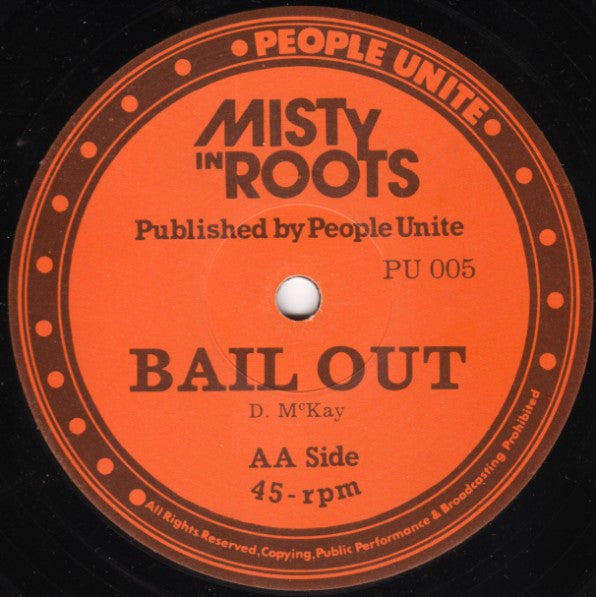 PEOPLE UNITE
MISTY
IN ROOTS
Published by People Unite
PU 005
BAIL OUT
D. McKay
AA Side
45-rpm
All Rights Reserved, Copying, Public Performance & Broadcasting Prohibited